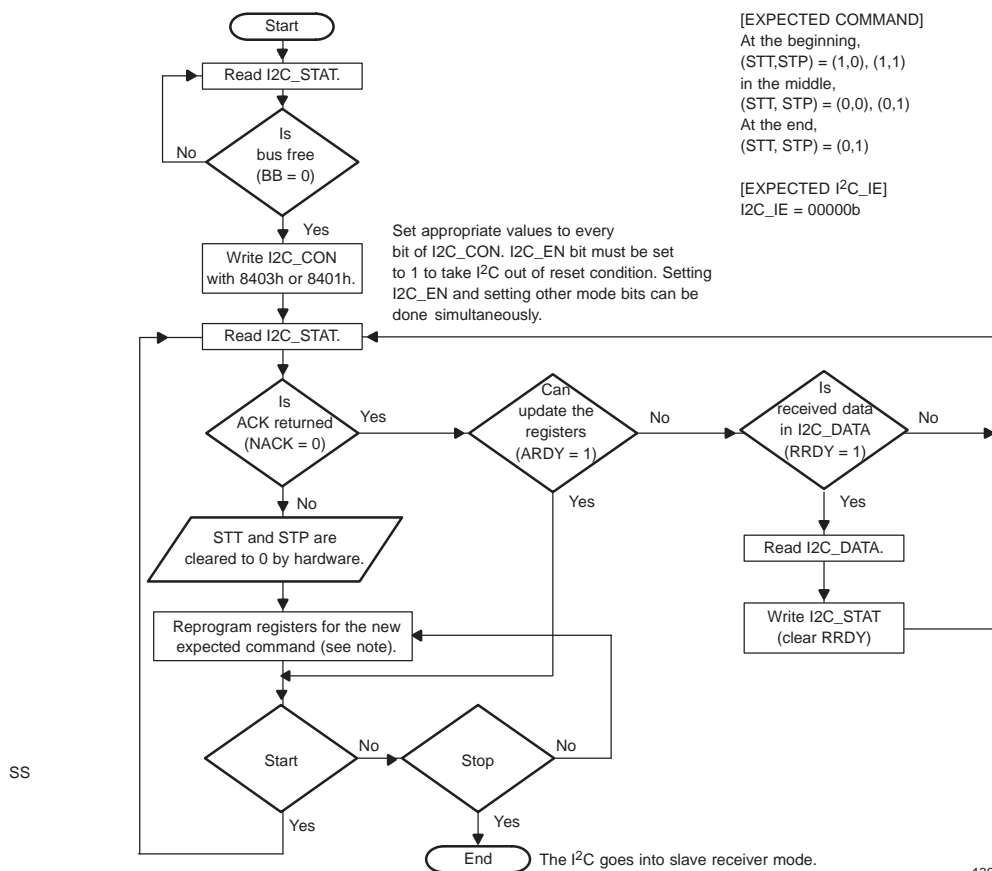 Start
[EXPECTED COMMAND]
At the beginning,
(STT,STP) = (1,0), (1,1)
in the middle,
(STT, STP) = (0,0), (0,1)
At the end,
(STT, STP) = (0,1)
[EXPECTED I2C_IE]
I2C_IE = 00000b
Read I2C_STAT.
Is
bus free
(BB = 0)
No
Yes
Write I2C_CON
with 8403h or 8401h.
Set appropriate values to every
bit of I2C_CON. I2C_EN bit must be set
to 1 to take I2C out of reset condition. Setting
I2C_EN and setting other mode bits can be
done simultaneously.
Read I2C_STAT.
Is
ACK returned
(NACK = 0)
Yes
Can
update the
registers
(ARDY = 1)
No
Is
received data
in I2C_DATA
(RRDY = 1)
No
No
Yes
Yes
STT and STP are
cleared to 0 by hardware.
Read I2C_DATA.
Write I2C_STAT
(clear RRDY)
Reprogram registers for the new
expected command (see note).
Start
No
Stop
No
SS
Yes
Yes
End
The I2C goes into slave receiver mode.